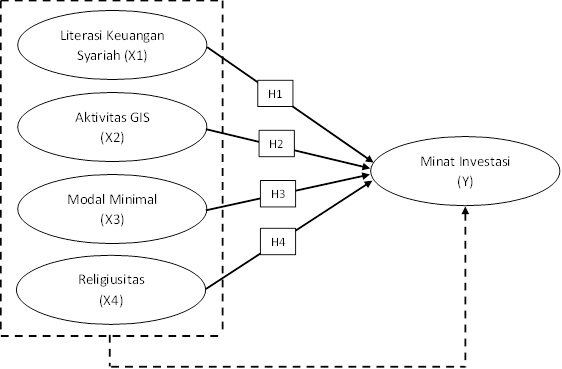 Literasi Keuangan
Syariah (X1)
H1
Aktivitas GIS
(X2)
H2
Minat Investasi
(Y)
Modal Minimal
(X3)
H3
H4
Religiusitas
(X4)